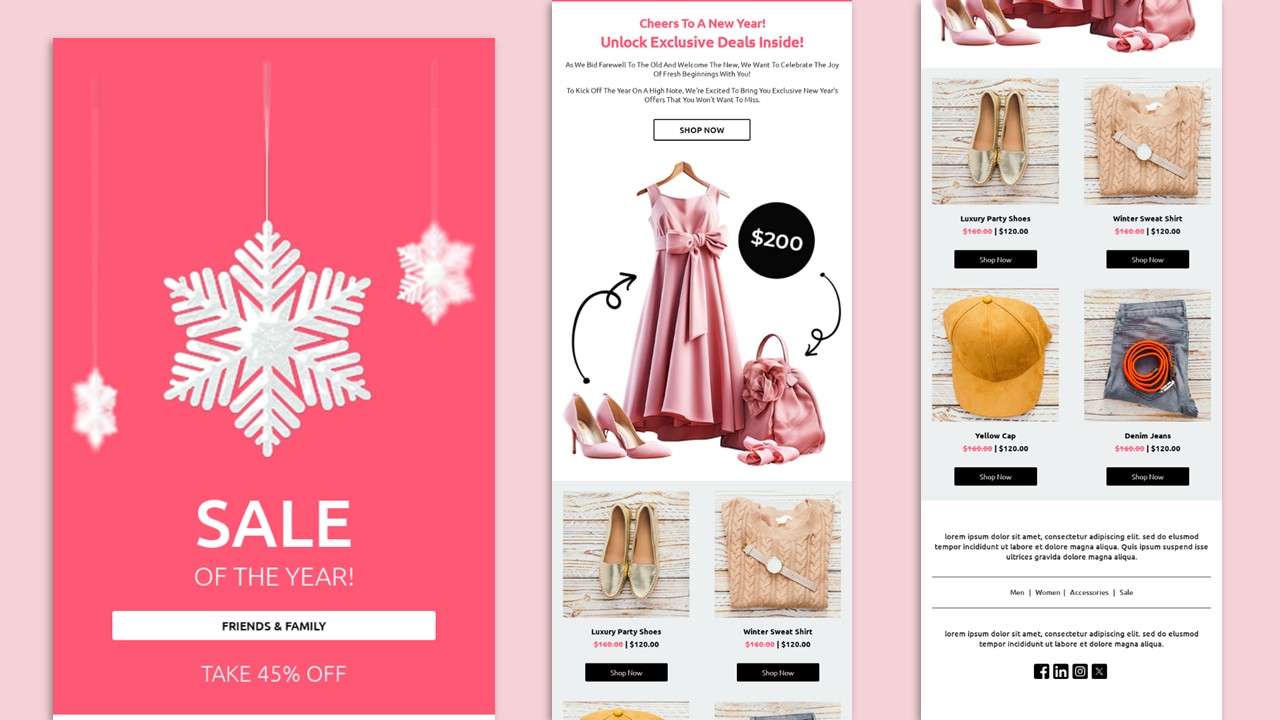 SALE
OF THE YEAR!
FRIENDS & FAMILY
TAKE 45% OFF
Cheers To A New Year!
Unlock Exclusive Deals Inside!
As We Bid Farewell To The Old And Welcome The New, We Want To Celebrate The Joy
Of Fresh Beginnings With You!
To Kick Off The Year On A High Note, We're Excited To Bring You Exclusive New Year's
Offers That You Won't Want To Miss.
SHOP NOW
$200
Luxury Party Shoes
$160.00 | $120.00
Shop Now
Winter Sweat Shirt
$160.00 | $120.00
Shop Now
Luxury Party Shoes
$160.00 | $120.00
Shop Now
Winter Sweat Shirt
$160.00 | $120.00
Shop Now
Yellow Cap
$160.00 | $120.00
Shop Now
Denim Jeans
$160.00 | $120.00
Shop Now
lorem ipsum dolor sit amet, consectetur adipiscing elit. sed do elusmod
tempor incididunt ut labore et dolore magna aliqua. Quis ipsum suspend isse
ultrices gravida dolore magna aliqua.
Men | Women | Accessories | Sale
lorem ipsum dolor sit amet, consectetur adipiscing elit. sed do elusmod
tempor incididunt ut labore et dolore magna aliqua.